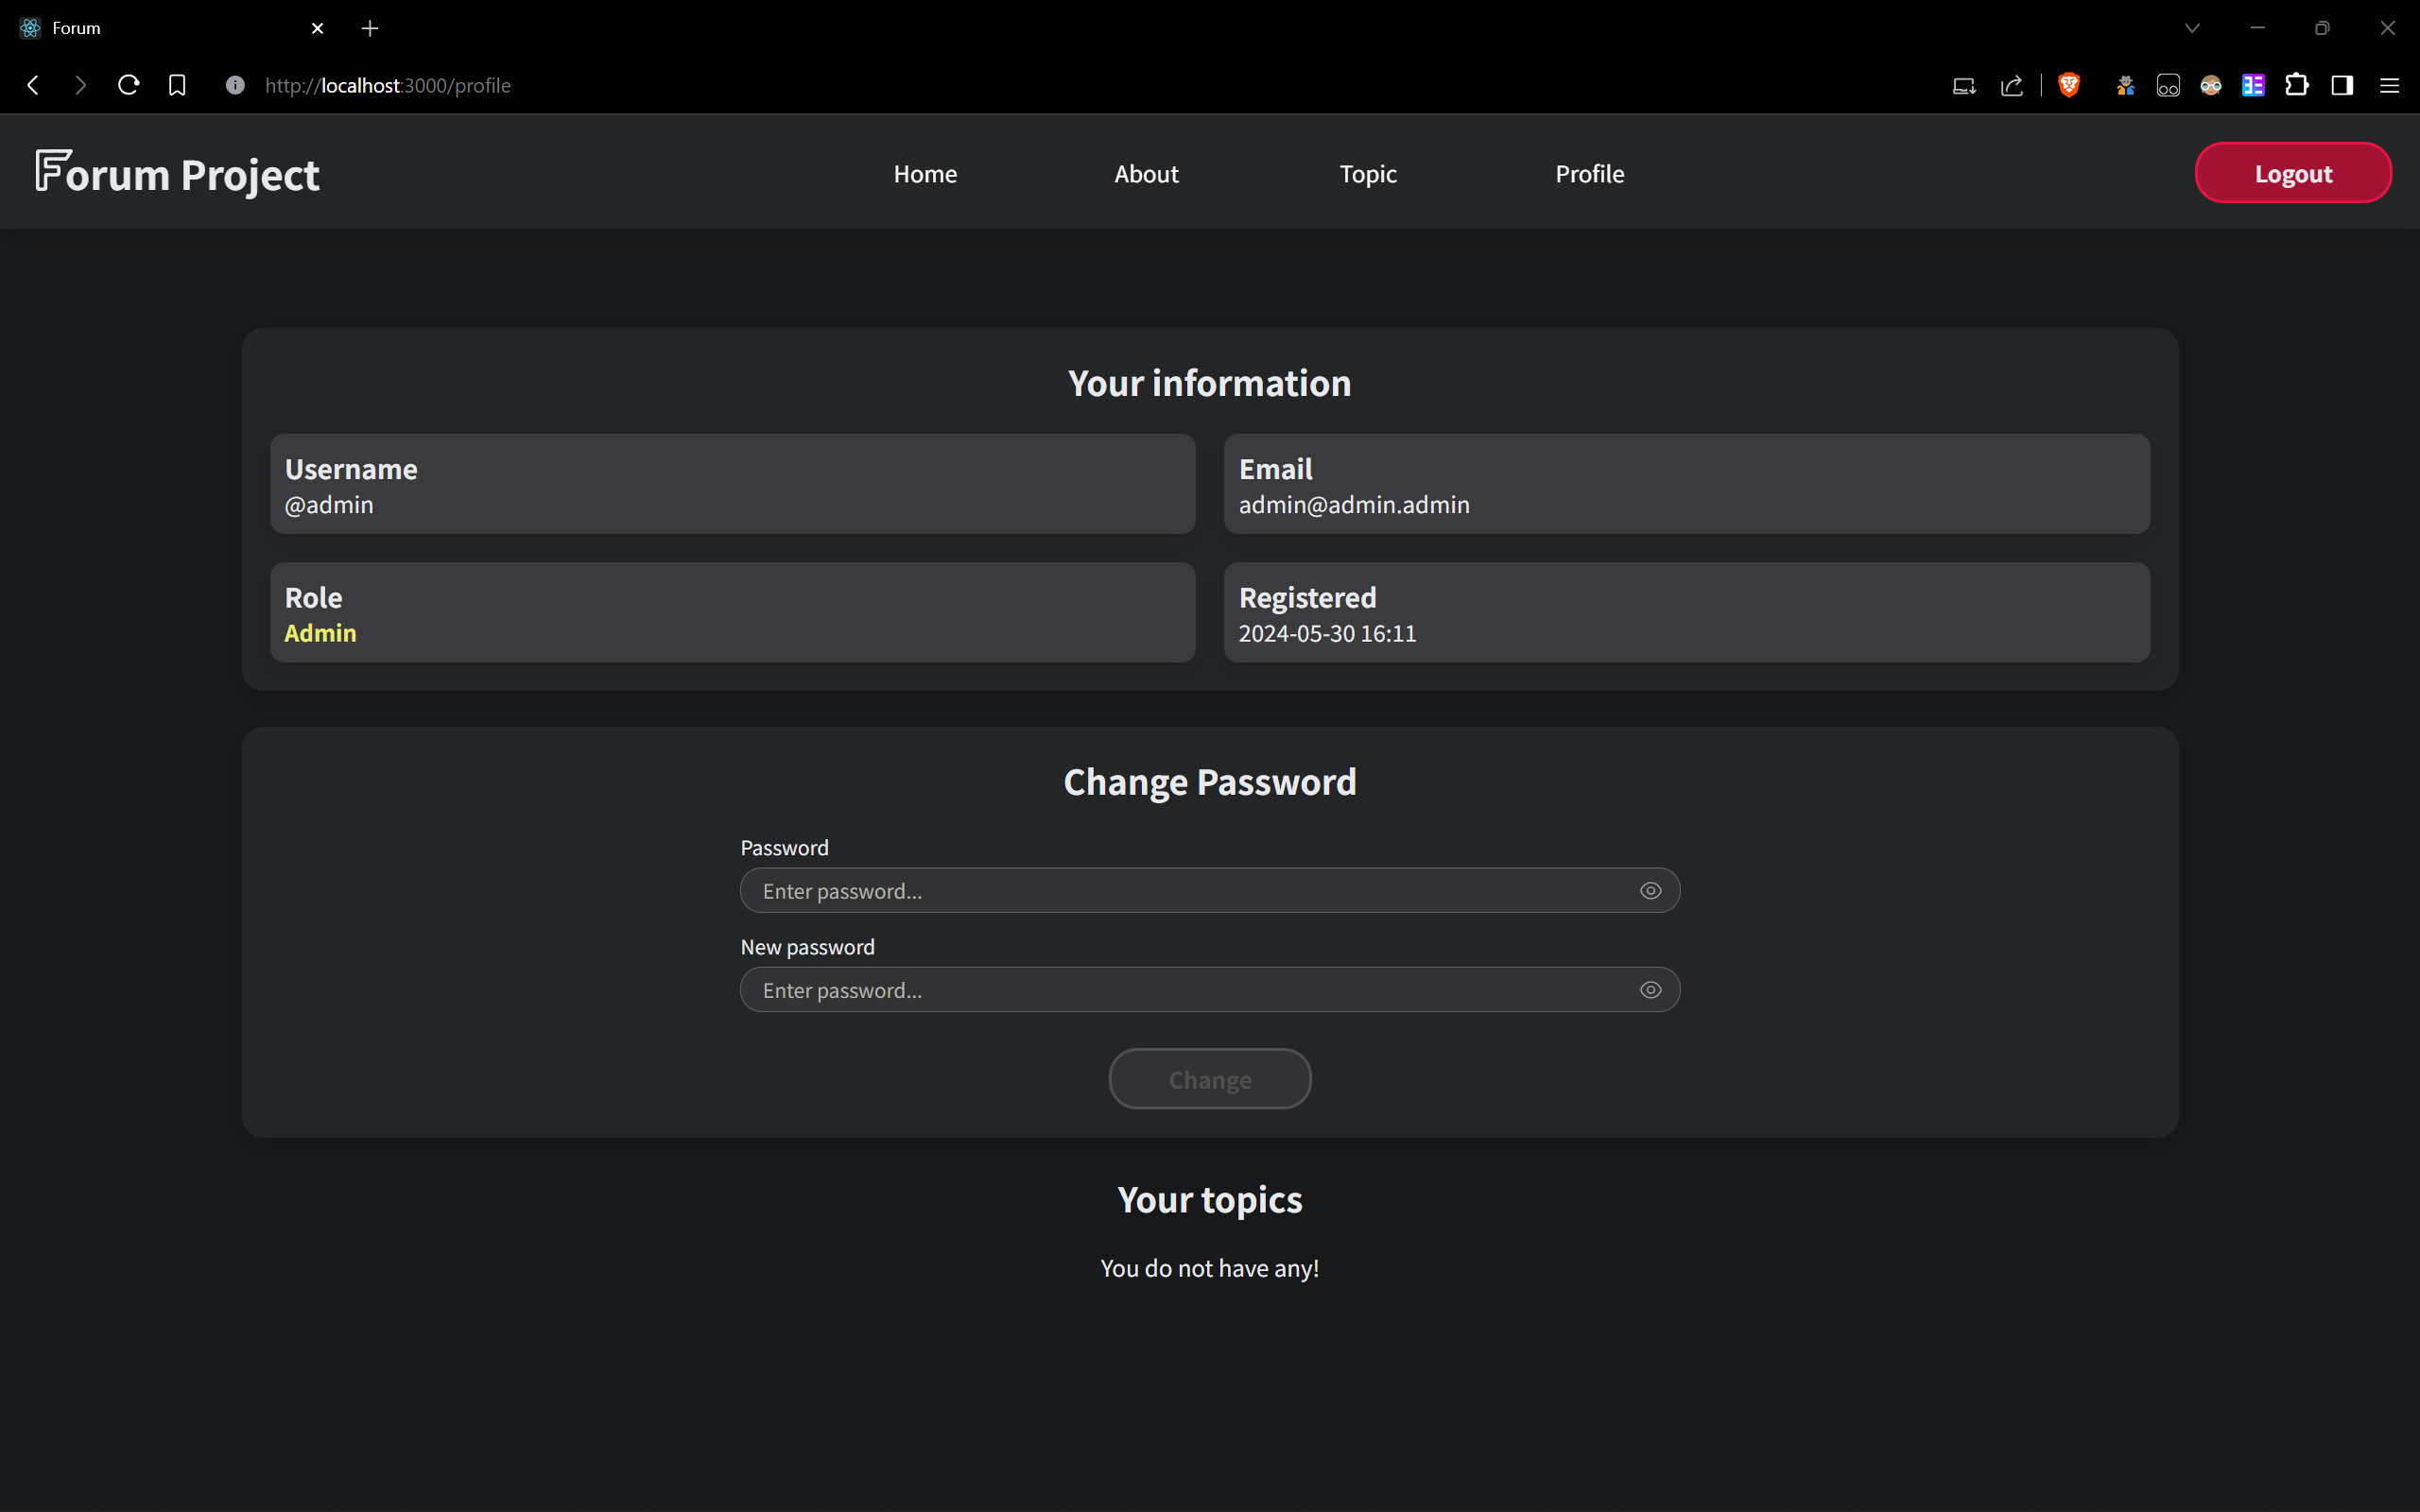 Forum
http://localhost:3000/profile
Forum Project
Home
About
Topic
Profile
Logout
Your information
Username
@admin
Email
admin@admin.admin
Role
Admin
Registered
2024-05-30 16:11
Change Password
Password
Enter password...
New password
Enter password...
Change
Your topics
You do not have any!